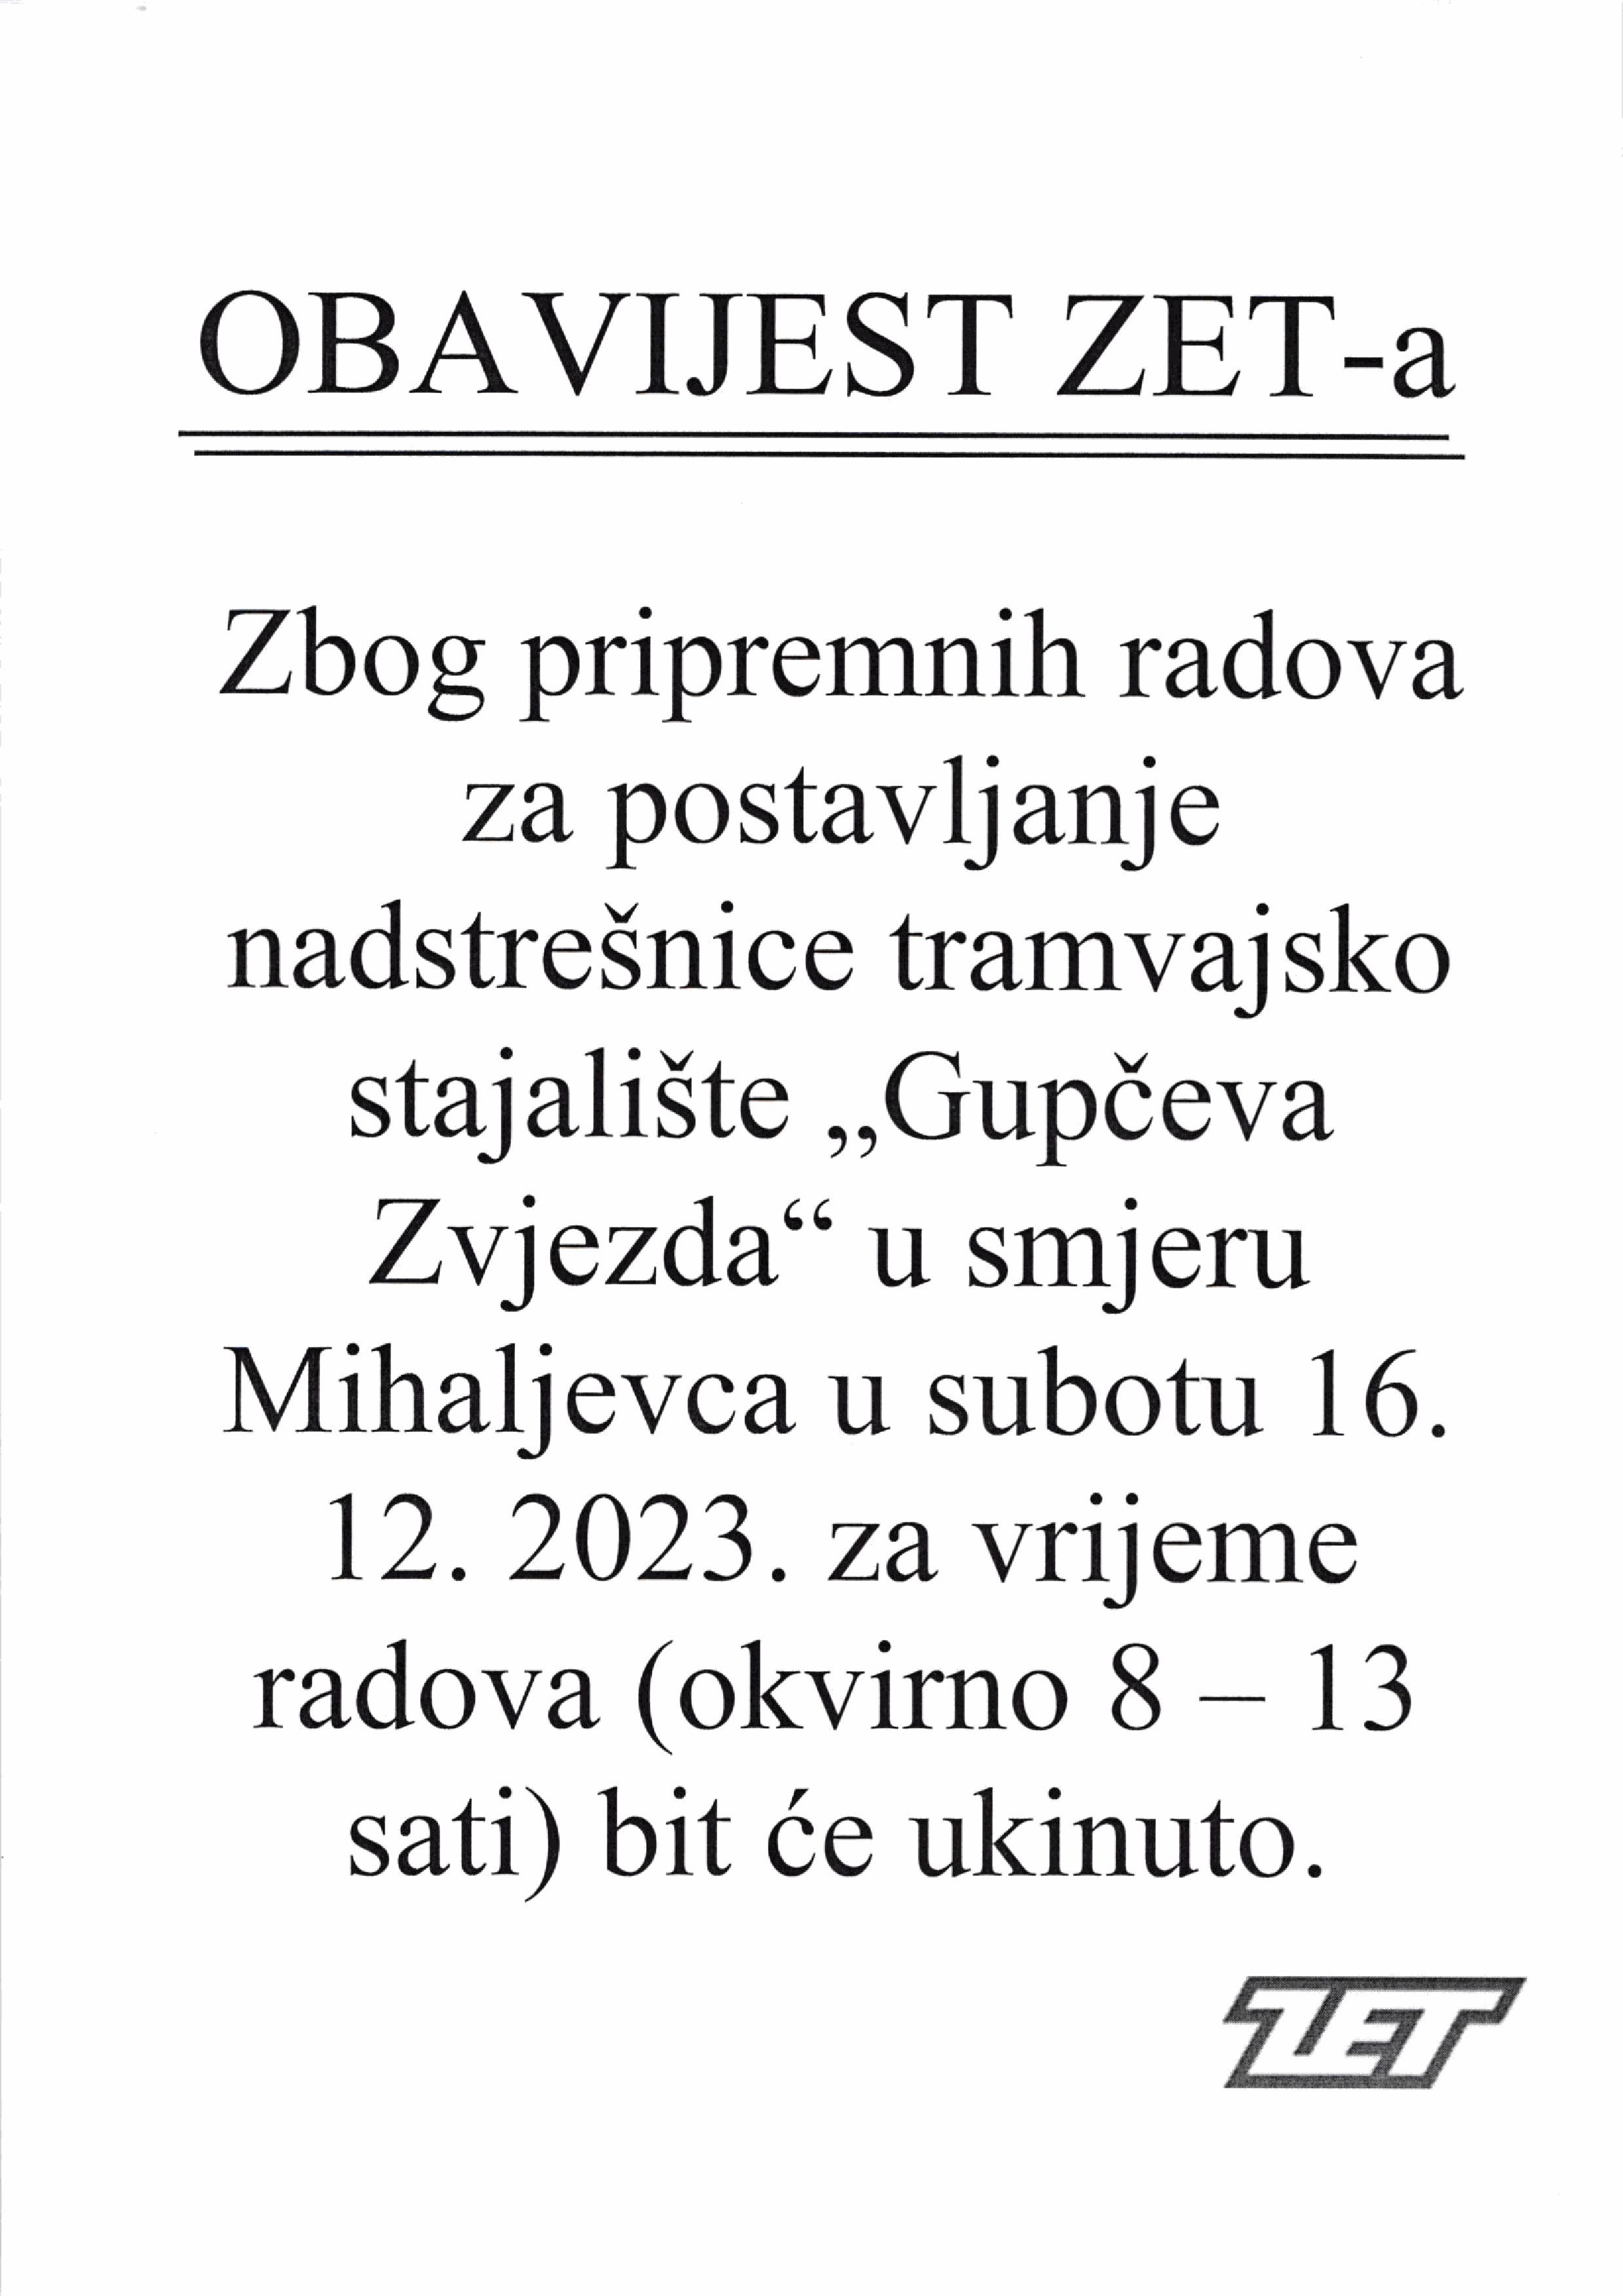 OBAVIJEST ZET-a
Zbog pripremnih radova
za postavljanje
nadstrešnice tramvajsko
stajalište „Gupčeva
Zvjezda“ u smjeru
Mihaljevca u subotu 16.
12. 2023. za vrijeme
radova (okvirno 8 – 13
sati) bit će ukinuto.
ZET